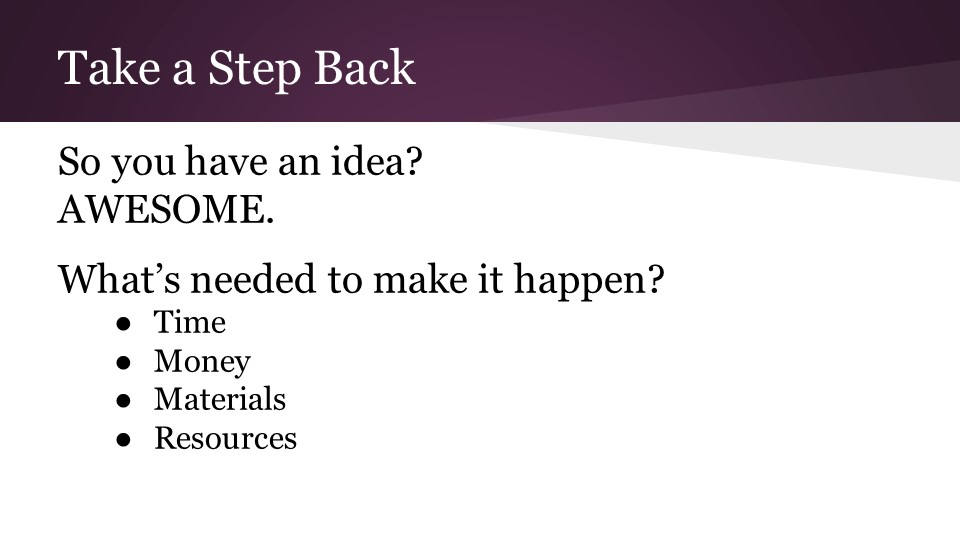 Take a Step Back
So you have an idea?
AWESOME.
What’s needed to make it happen?
● Time
● Money
● Materials
● Resources